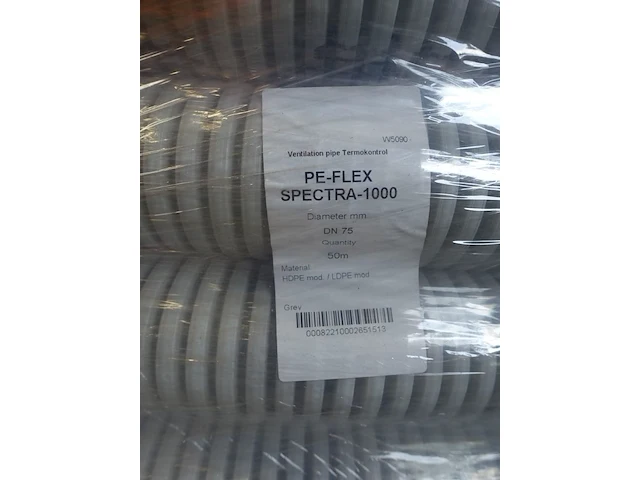 W5090
Ventilation pipe Termokontrol
PE-FLEX
SPECTRA-1000
Diameter mm.
DN 75
Quantity
50m
Material
HDPE mod. / LDPE mod
Grey
00082210002651513